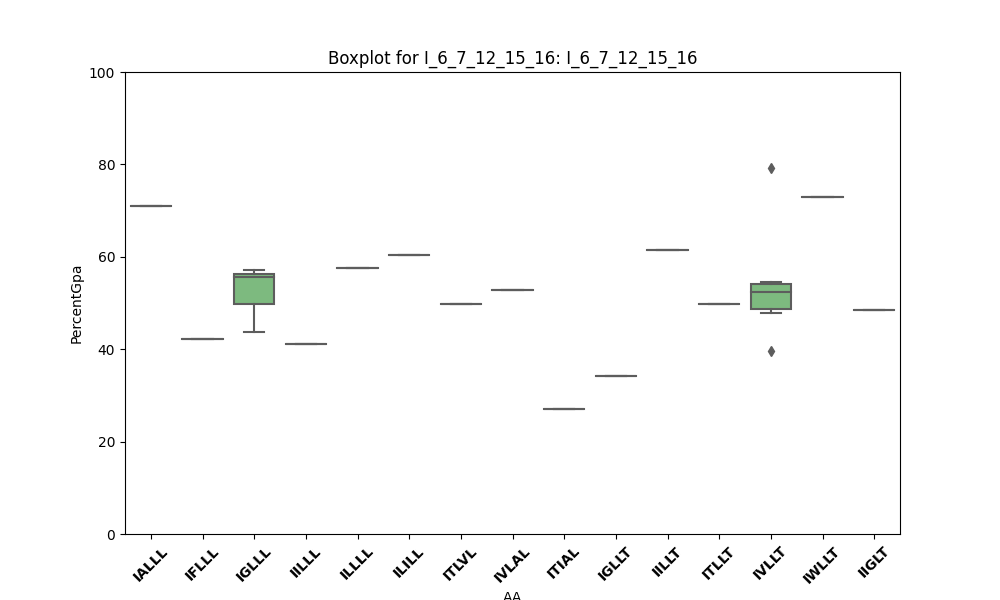 Boxplot for I_6_7_12_15_16: I_6_7_12_15_16
100
80
60
40
20
0
PercentGpa
IALLL IFLLL IGLLL IILLL ILLLL ILILL ITLVL IVLAL ITIAL IGLLT IILLT ITLLT IVLLT IWLLT IIGLT
AA